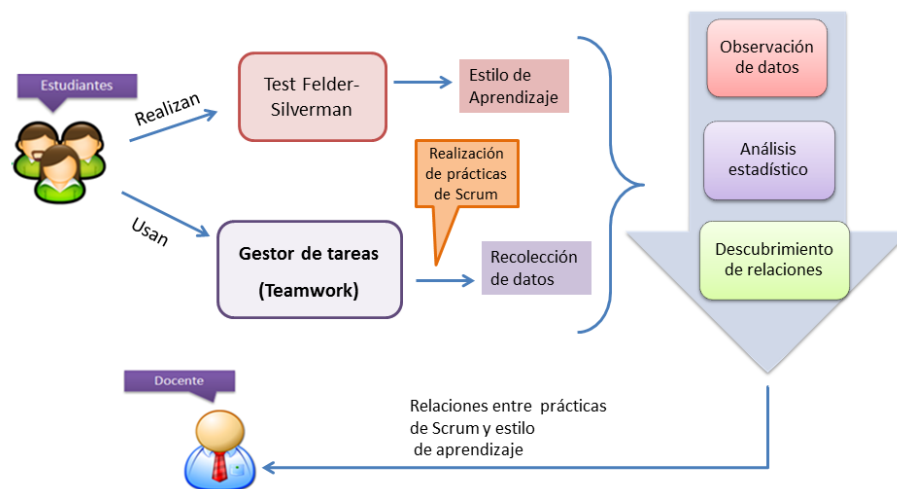 Estudiantes
Realizan
Test Felder-
Silverman
Estilo de
Aprendizaje
Usan
Gestor de tareas
(Teamwork)
Realización
de prácticas
de Scrum
Recolección
de datos
Observación
de datos
Análisis
estadístico
Descubrimiento
de relaciones
Relaciones entre prácticas
de Scrum y estilo
de aprendizaje
Docente